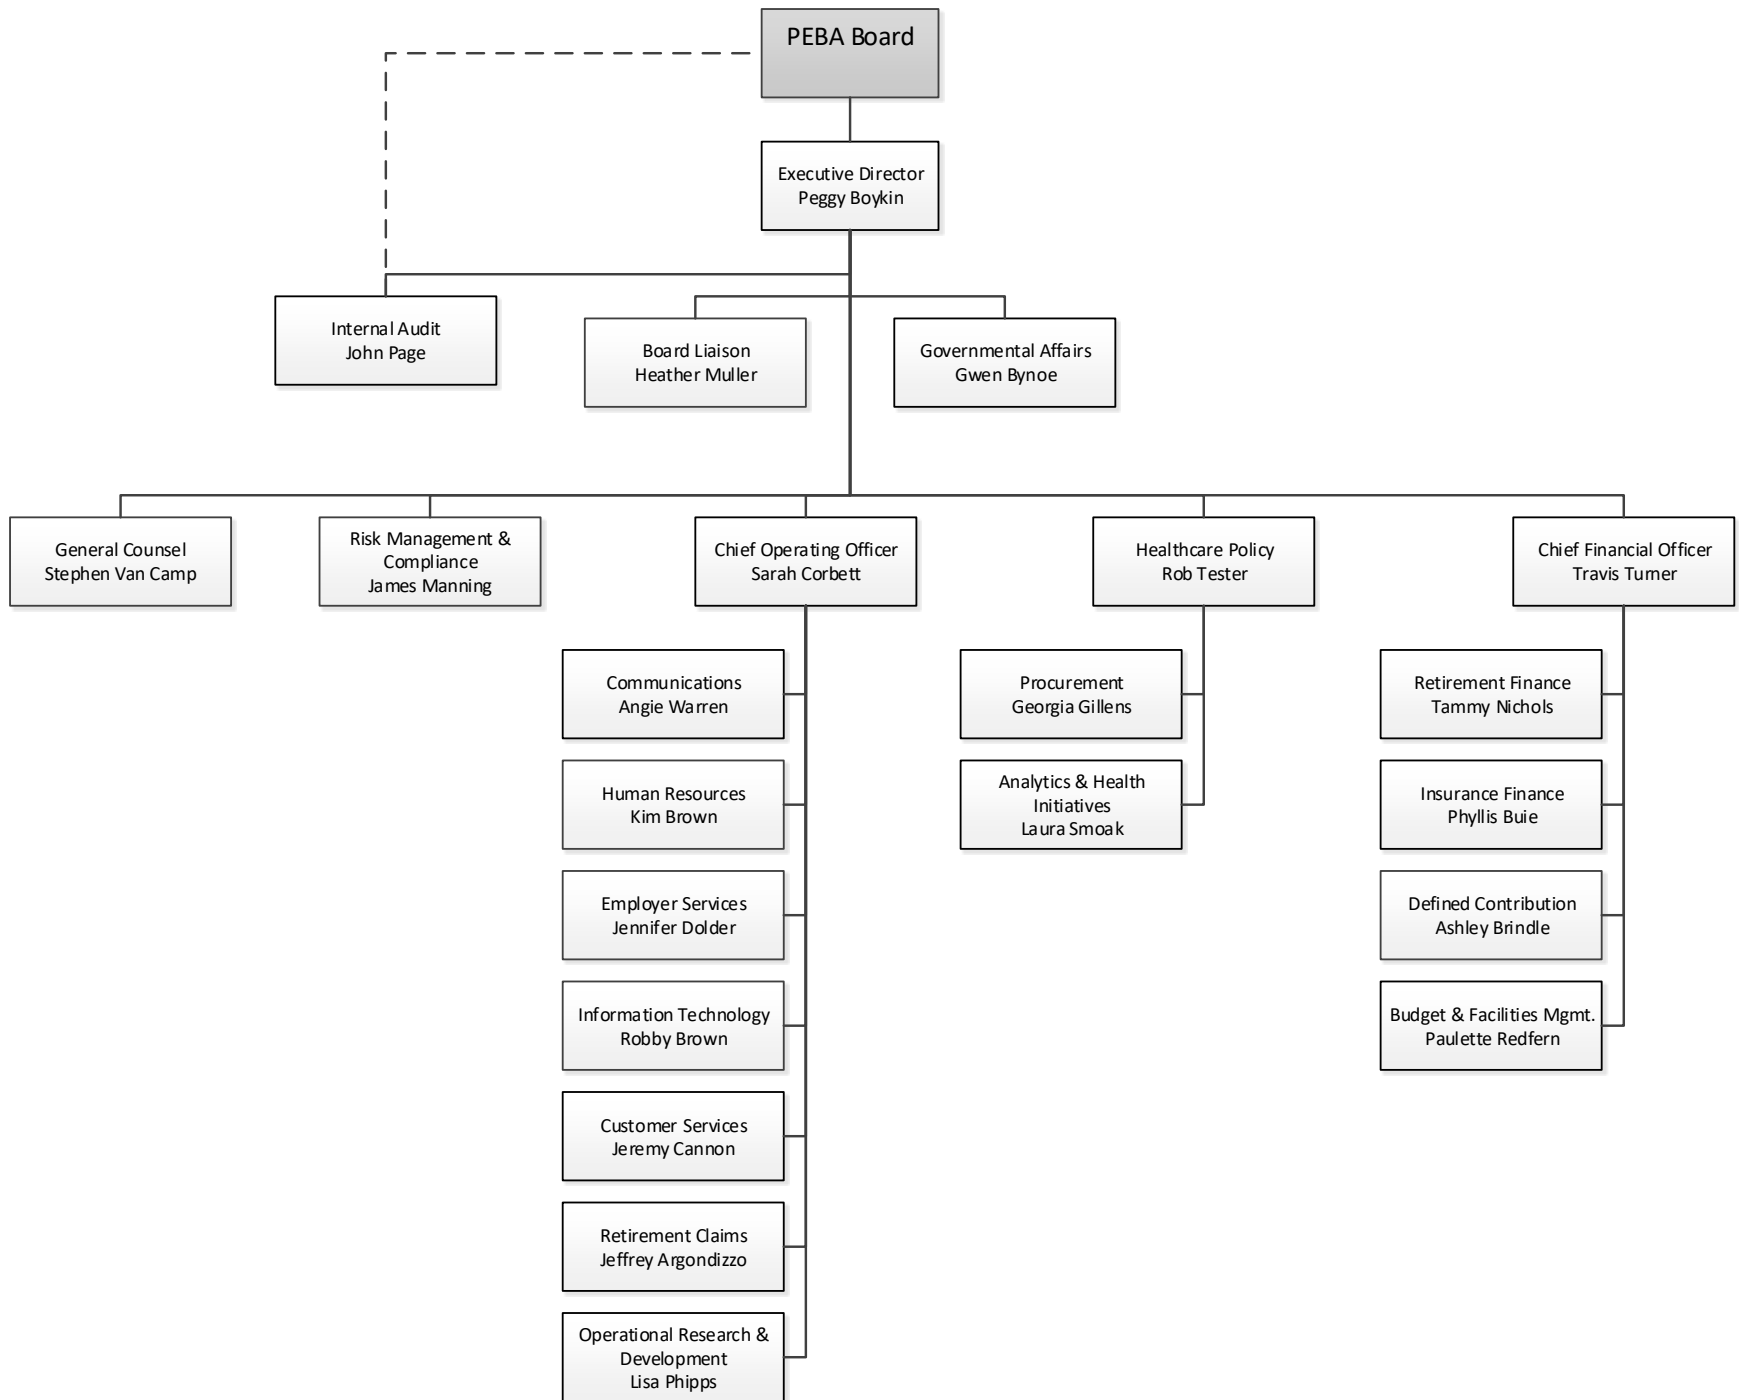 PEBA Board
Executive Director
Peggy Boykin
Internal Audit
John Page
Board Liaison
Heather Muller
Governmental Affairs
Gwen Bynoe
General Counsel
Stephen Van Camp
Risk Management &
Compliance
James Manning
Chief Operating Officer
Sarah Corbett
Healthcare Policy
Rob Tester
Chief Financial Officer
Travis Turner
Communications
Angie Warren
Human Resources
Kim Brown
Employer Services
Jennifer Dolder
Information Technology
Robby Brown
Customer Services
Jeremy Cannon
Retirement Claims
Jeffrey Argondizzo
Operational Research &
Development
Lisa Phipps
Procurement
Georgia Gillens
Analytics & Health
Initiatives
Laura Smoak
Retirement Finance
Tammy Nichols
Insurance Finance
Phyllis Buie
Defined Contribution
Ashley Brindle
Budget & Facilities Mgmt.
Paulette Redfern